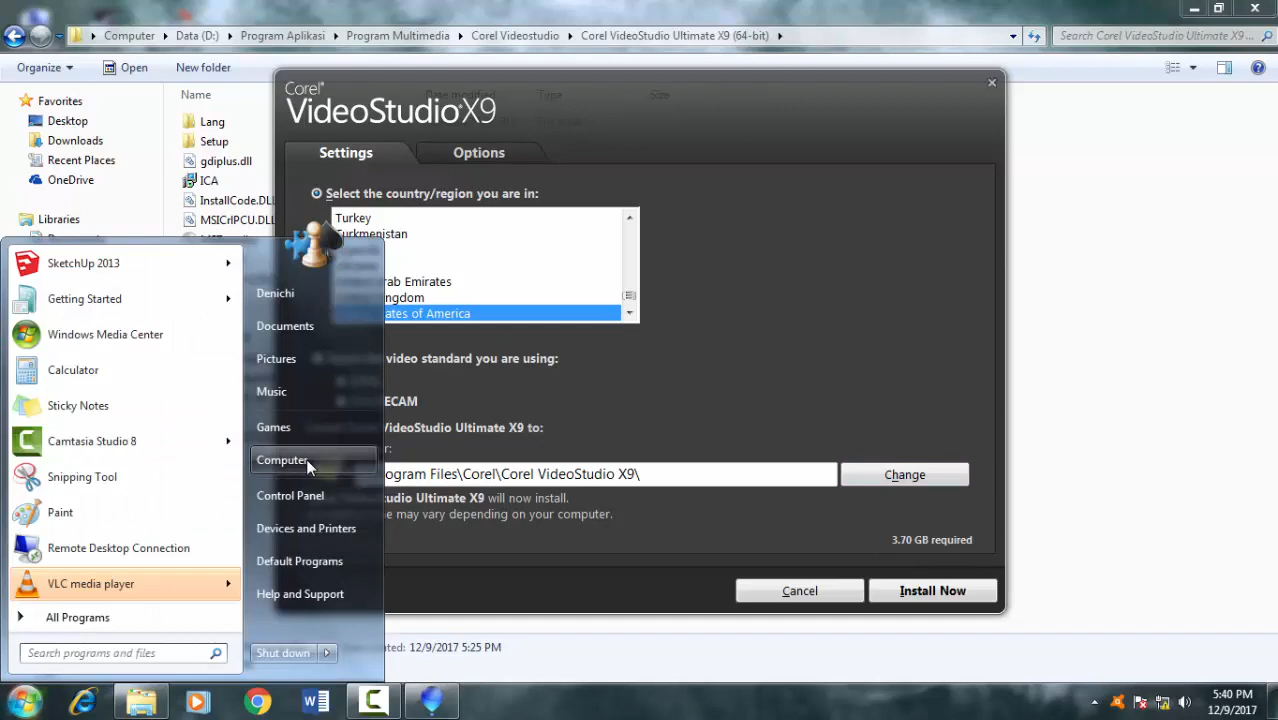 Computer
Data (D:)
Program Aplikasi
Program Multimedia
Corel Videostudio
Corel VideoStudio Ultimate X9 (64-bit)
Search Corel VideoStudio Ultimate X9 ...
Organize
Open
New folder
Favorites
Desktop
Downloads
Recent Places
OneDrive
Libraries
Name
Date modified
Type
Size
Lang
Setup
gdiplus.dll
ICA
InstallCode.DLL
MSICrlPCU.DLL
Corel®
VideoStudio®X9
Settings
Options
Select the country/region you are in:
Turkey
Turkmenistan
rab Emirates
ngdom
ates of America
video standard you are using:
ECAM
VideoStudio Ultimate X9 to:
r:
ogram Files\Corel\Corel VideoStudio X9\
Change
udio Ultimate X9 will now install.
me may vary depending on your computer.
3.70 GB required
Cancel
Install Now
SketchUp 2013
Getting Started
Windows Media Center
Calculator
Sticky Notes
Camtasia Studio 8
Snipping Tool
Paint
Remote Desktop Connection
VLC media player
All Programs
Search programs and files
Denichi
Documents
Pictures
Music
Games
Computer
Control Panel
Devices and Printers
Default Programs
Help and Support
Shut down
ated: 12/9/2017 5:25 PM
5:40 PM
12/9/2017